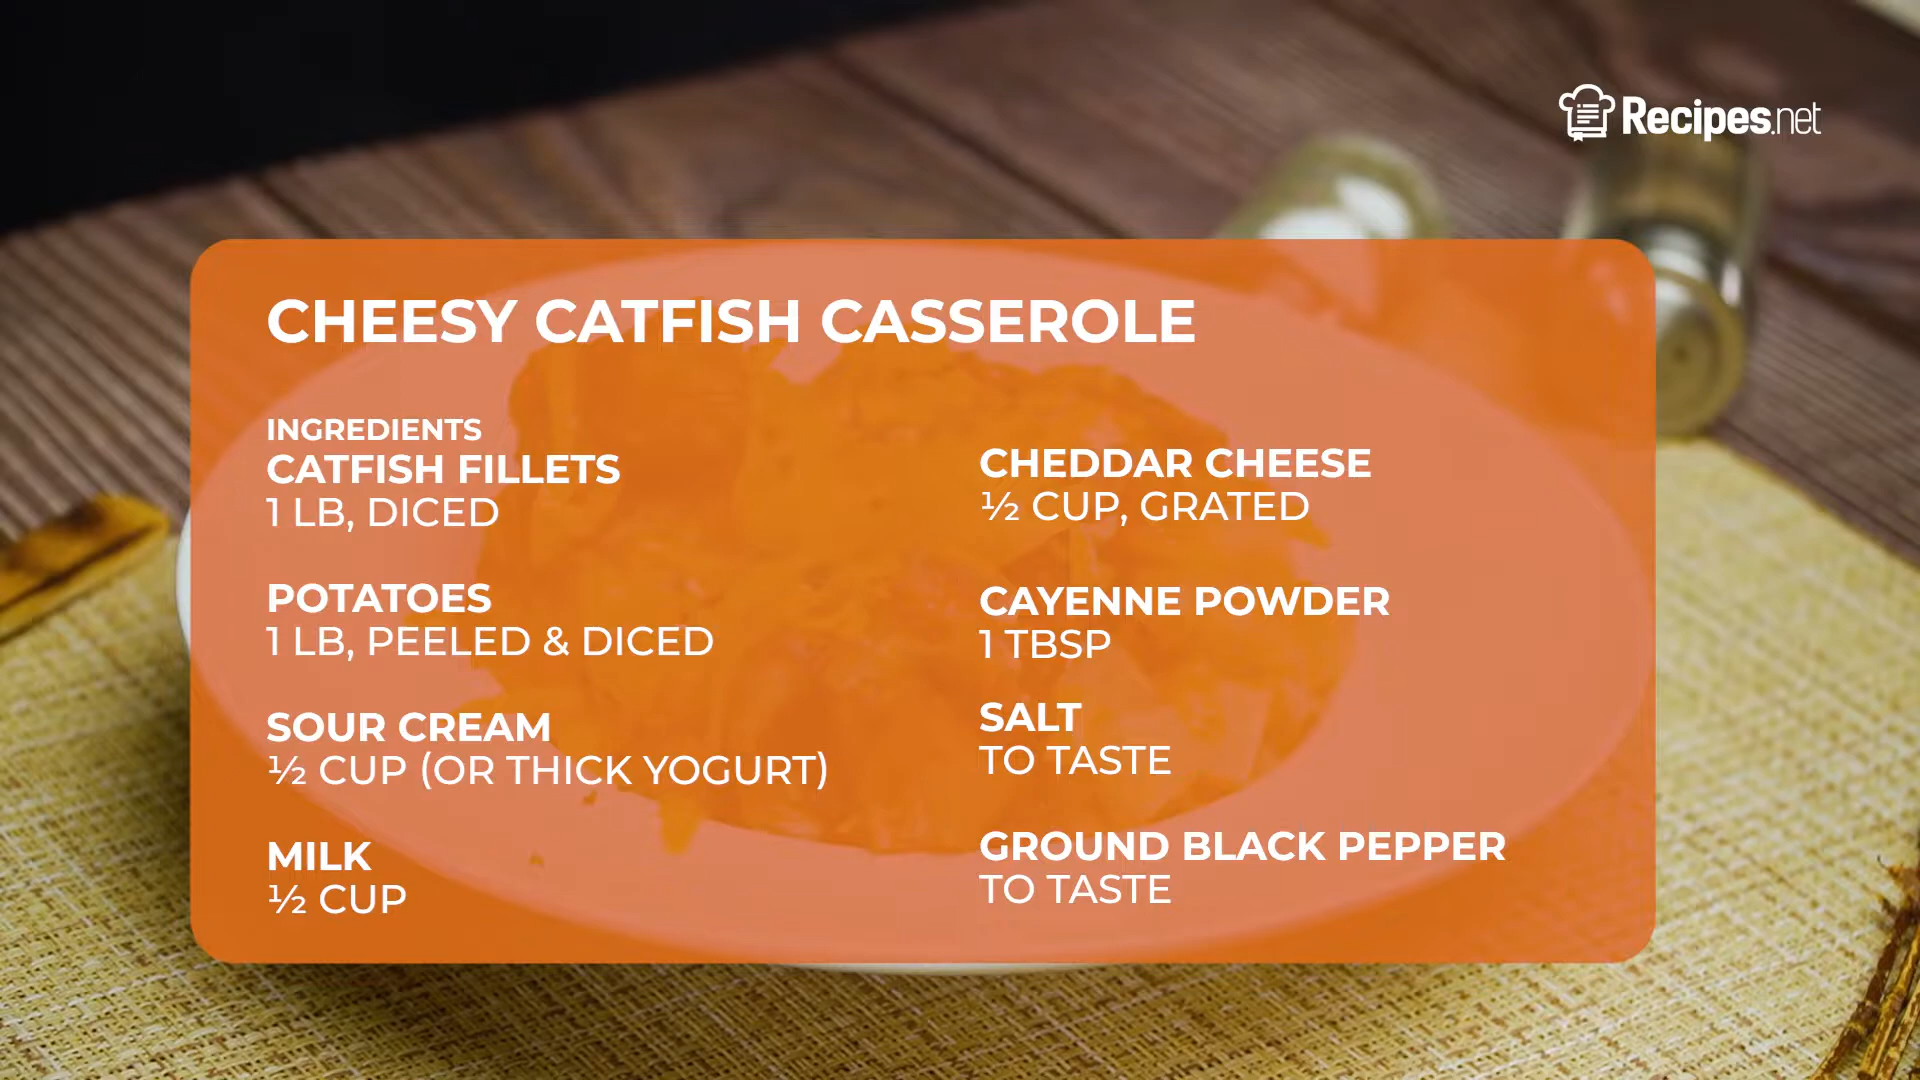 Recipes.net
CHEESY CATFISH CASSEROLE
INGREDIENTS
CATFISH FILLETS
1 LB, DICED
POTATOES
1 LB, PEELED & DICED
SOUR CREAM
½ CUP (OR THICK YOGURT)
MILK
½ CUP
CHEDDAR CHEESE
½ CUP, GRATED
CAYENNE POWDER
1 TBSP
SALT
TO TASTE
GROUND BLACK PEPPER
TO TASTE